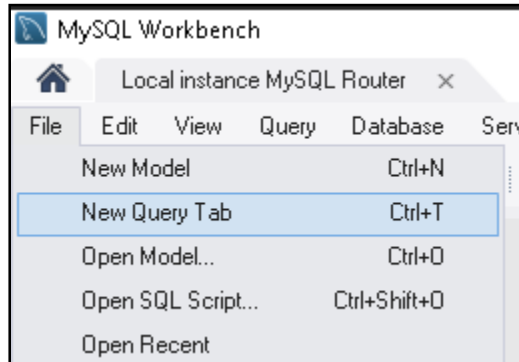 MySQL Workbench
Local instance MySQL Router ×
File Edit View Query Database
New Model Ctrl+N
New Query Tab Ctrl+T
Open Model... Ctrl+O
Open SQL Script... Ctrl+Shift+O
Open Recent